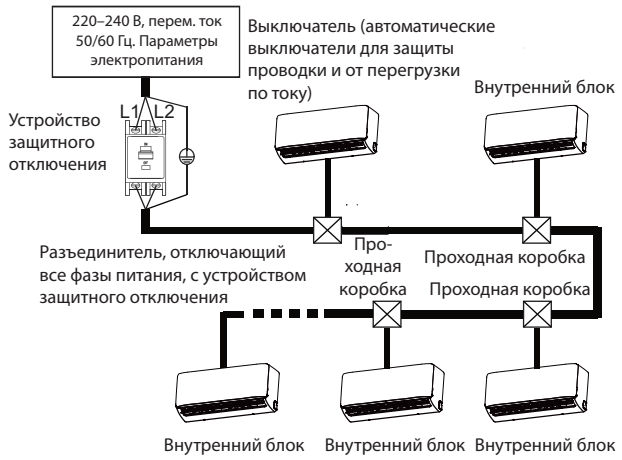 220–240 В, перем. ток
50/60 Гц. Параметры
электропитания
Выключатель (автоматические
выключатели для защиты
проводки и от перегрузки
по току)
Внутренний блок
L1 L2
Устройство
защитного
отключения
Разъединитель, отключающий
все фазы питания, с устройством
защитного отключения
Про-
ходная
коробка
Проходная коробка
Проходная коробка
Внутренний блок
Внутренний блок
Внутренний блок